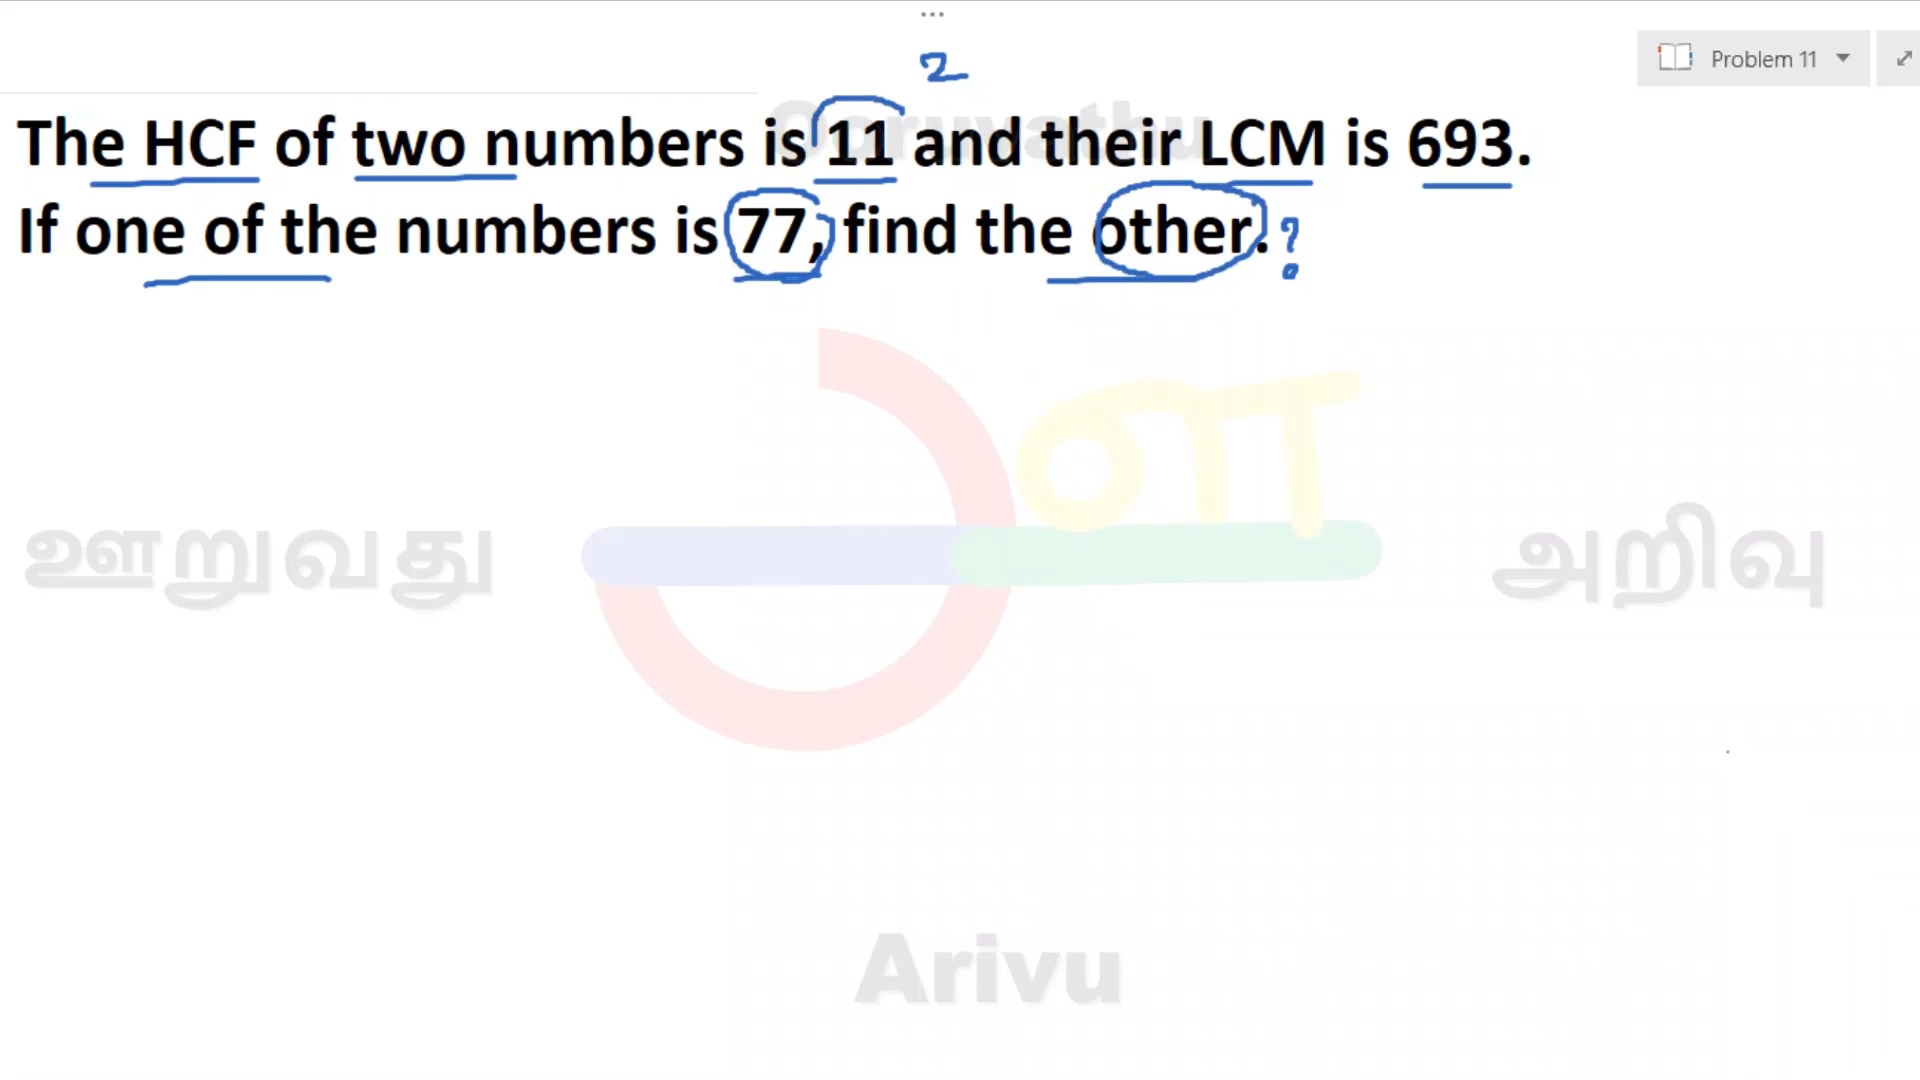 ...
Problem 11
2
The HCF of two numbers is 11 and their LCM is 693.
If one of the numbers is 77, find the other. ?
Ooruvathu
ஊறுவது
அறிவு
Arivu